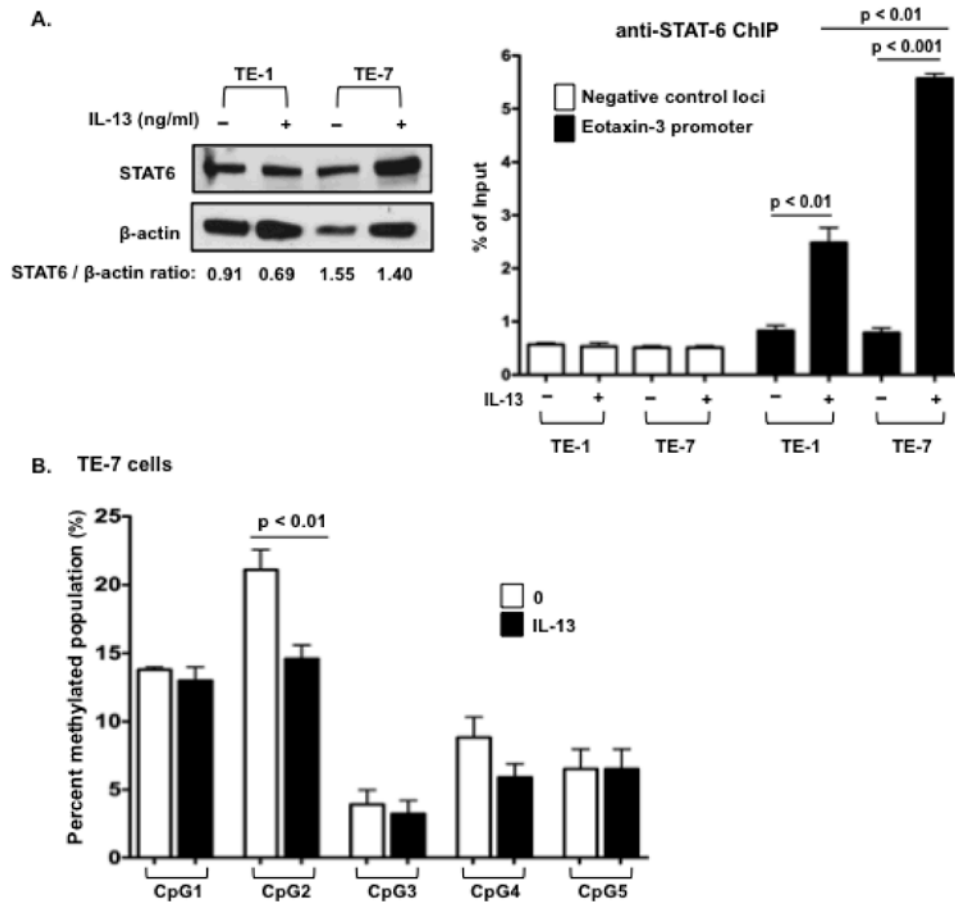 A.
TE-1 TE-7
IL-13 (ng/ml) – + – +
STAT6
β-actin
STAT6 / β-actin ratio: 0.91 0.69 1.55 1.40
anti-STAT-6 ChIP
p < 0.01
p < 0.001
Negative control loci
Eotaxin-3 promoter
p < 0.01
% of Input
6
5
6
3
2
1
0
IL-13 – + – + – + – +
TE-1 TE-7 TE-1 TE-7
B. TE-7 cells
Percent methylated population (%)
25
20
15
10
5
0
p < 0.01
0
IL-13
CpG1 CpG2 CpG3 CpG4 CpG5